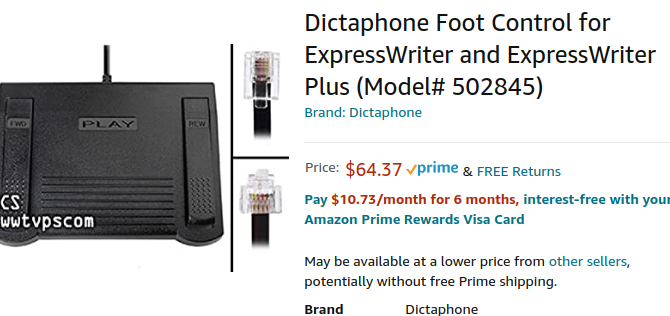 Dictaphone Foot Control for
ExpressWriter and ExpressWriter
Plus (Model# 502845)
Brand: Dictaphone
Price: $64.37 prime & FREE Returns
Pay $10.73/month for 6 months, interest-free with your
Amazon Prime Rewards Visa Card
May be available at a lower price from other sellers,
potentially without free Prime shipping.
Brand Dictaphone
FWD
PLAY
REW
CS
wwtvpscom